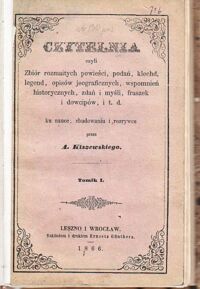 CZYTELNIA
czyli
Zbiór rozmaitych powieści, podań, klechd,
legend, opisów jeograficznych, wspomnień
historycznych, zdań i myśli, fraszek
i dowcipów, i t. d.
ku nauce, zbudowaniu i rozrywce
przez
A. Kiszewskiego.
Tomik I.
LESZNO I WROCŁAW.
Nakładem i drukiem Ernesta Günthera.
1866.